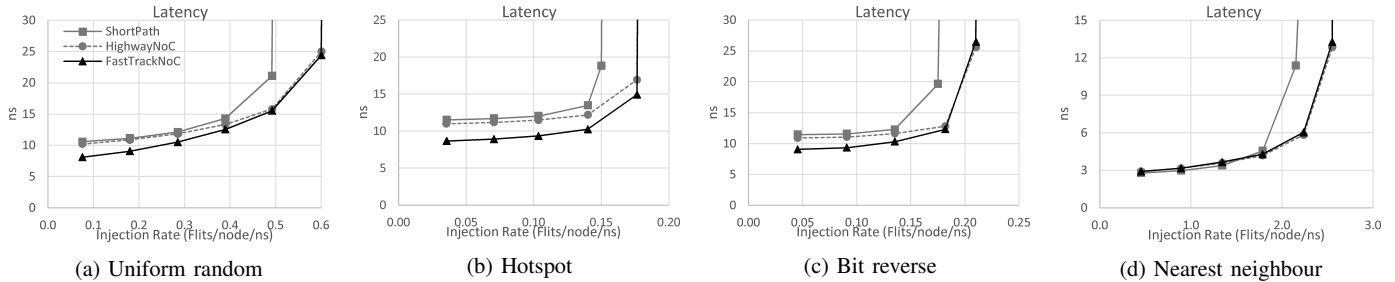 Latency
30
25
20
15
10
5
0
ns
ShortPath
HighwayNoC
FastTrackNoC
0.0 0.1 0.2 0.3 0.4 0.5 0.6
Injection Rate (Flits/node/ns)
(a) Uniform random
Latency
25
20
15
10
5
0
ns
0.00 0.05 0.10 0.15 0.20
Injection Rate (Flits/node/ns)
(b) Hotspot
Latency
30
25
20
15
10
5
0
ns
0.00 0.05 0.10 0.15 0.20 0.25
Injection Rate (Flits/node/ns)
(c) Bit reverse
Latency
15
12
9
6
3
0
ns
0.0 1.0 2.0 3.0
Injection Rate (Flits/node/ns)
(d) Nearest neighbour